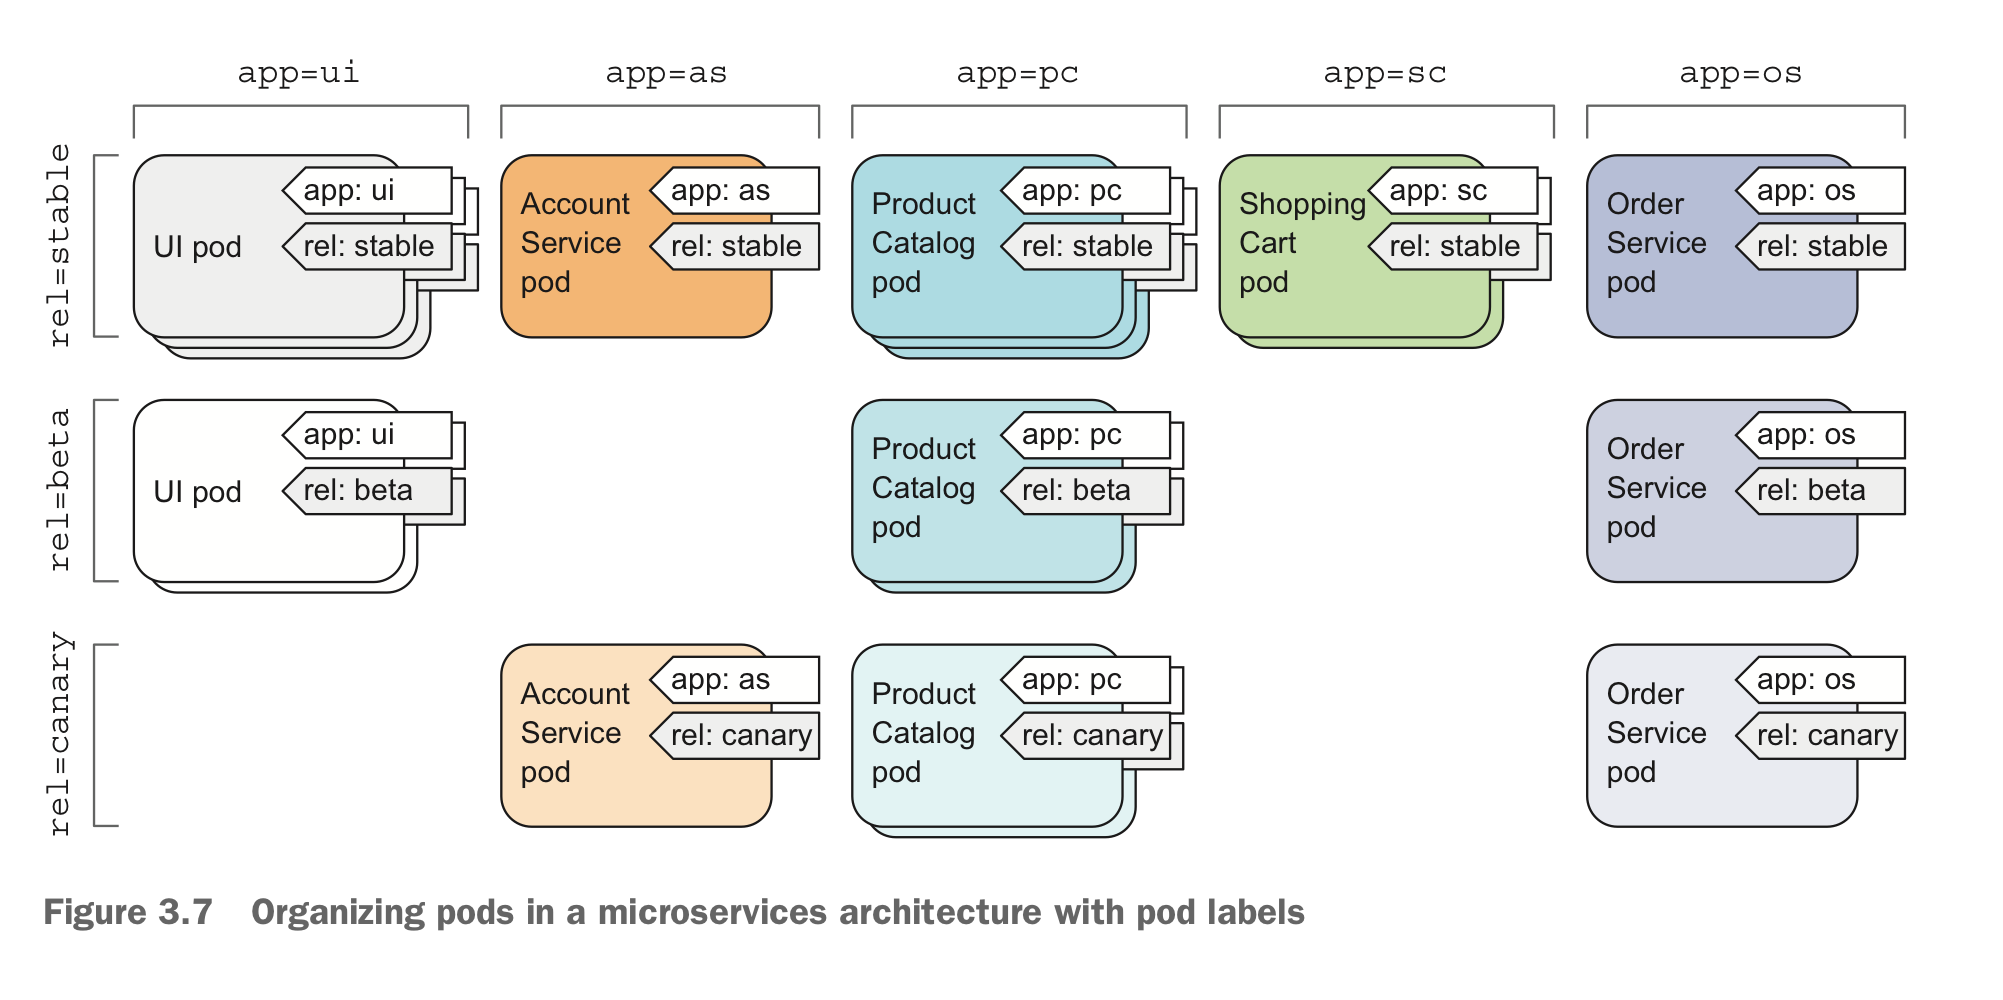 app=ui
app=as
app=pc
app=sc
app=os
rel=stable
UI pod
app: ui
rel: stable
Account
Service
pod
app: as
rel: stable
Product
Catalog
pod
app: pc
rel: stable
Shopping
Cart
pod
app: sc
rel: stable
Order
Service
pod
app: os
rel: stable
rel=beta
UI pod
app: ui
rel: beta
Product
Catalog
pod
app: pc
rel: beta
Order
Service
pod
app: os
rel: beta
rel=canary
Account
Service
pod
app: as
rel: canary
Product
Catalog
pod
app: pc
rel: canary
Order
Service
pod
app: os
rel: canary
Figure 3.7 Organizing pods in a microservices architecture with pod labels